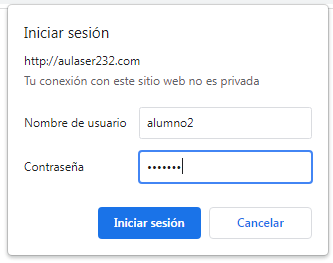 Iniciar sesión
http://aulaser232.com
Tu conexión con este sitio web no es privada
Nombre de usuario alumno2
Contraseña •••••••
Iniciar sesión Cancelar